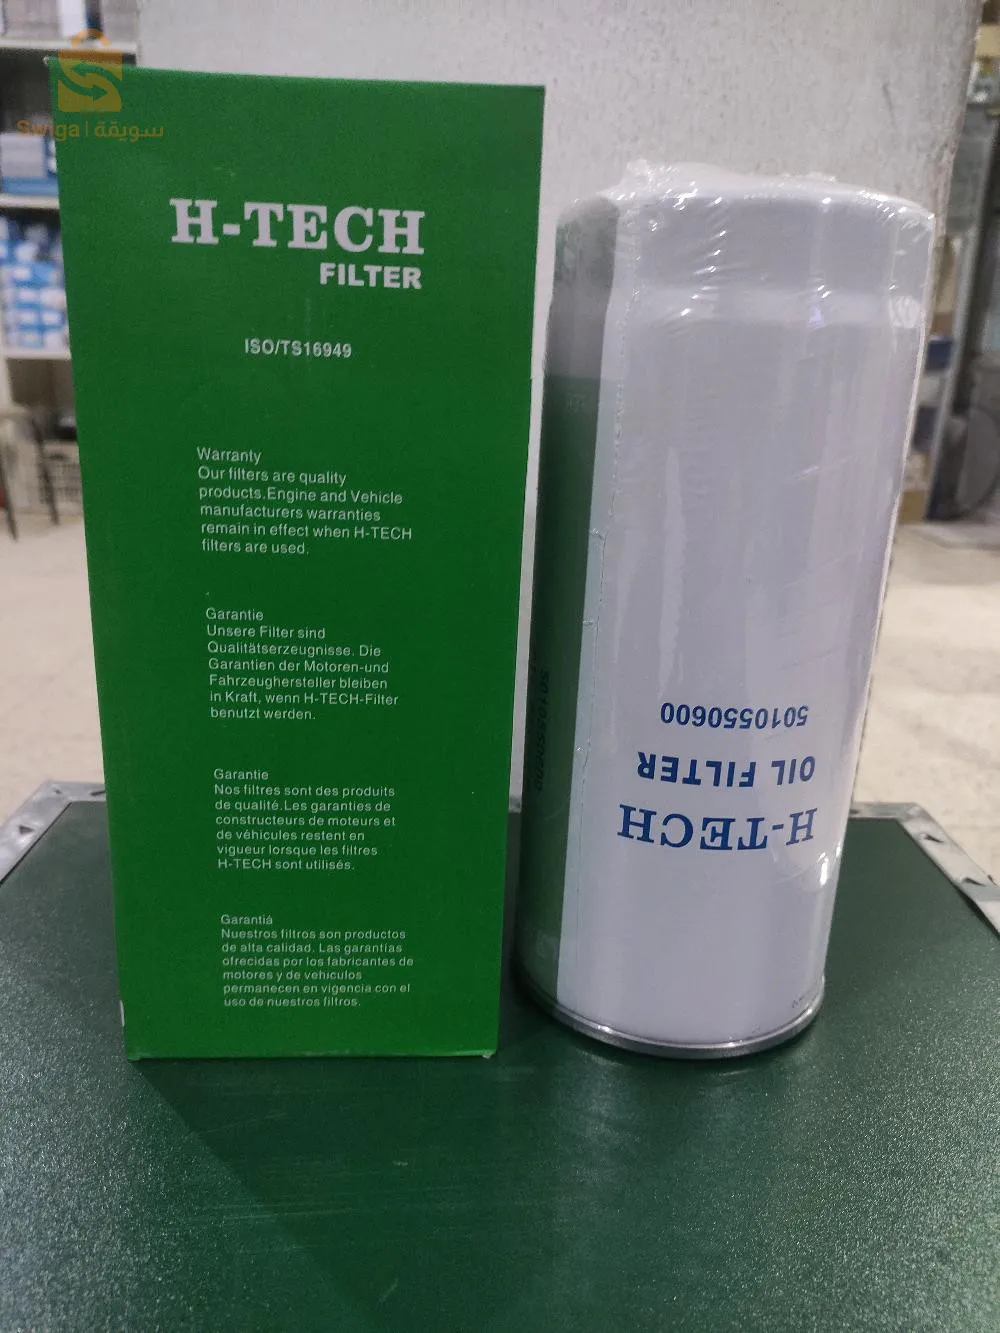 Swiga | سويقة
H-TECH
FILTER
ISO/TS16949
Warranty
Our filters are quality
products.Engine and Vehicle
manufacturers warranties
remain in effect when H-TECH
filters are used.
Garantie
Unsere Filter sind
Qualitätserzeugnisse. Die
Garantien der Motoren-und
Fahrzeughersteller bleiben
in Kraft, wenn H-TECH-Filter
benutzt werden.
Garantie
Nos filtres sont des produits
de qualité.Les garanties de
constructeurs de moteurs et
de véhicules restent en
vigueur lorsque les filtres
H-TECH sont utilisés.
Garantiá
Nuestros filtros son productos
de alta calidad. Las garantías
ofrecidas por los fabricantes de
motores y de vehiculos
permanecen en vigencia con el
uso de nuestros filtros.
H-TECH
OIL FILTER
5010550600
5010550600